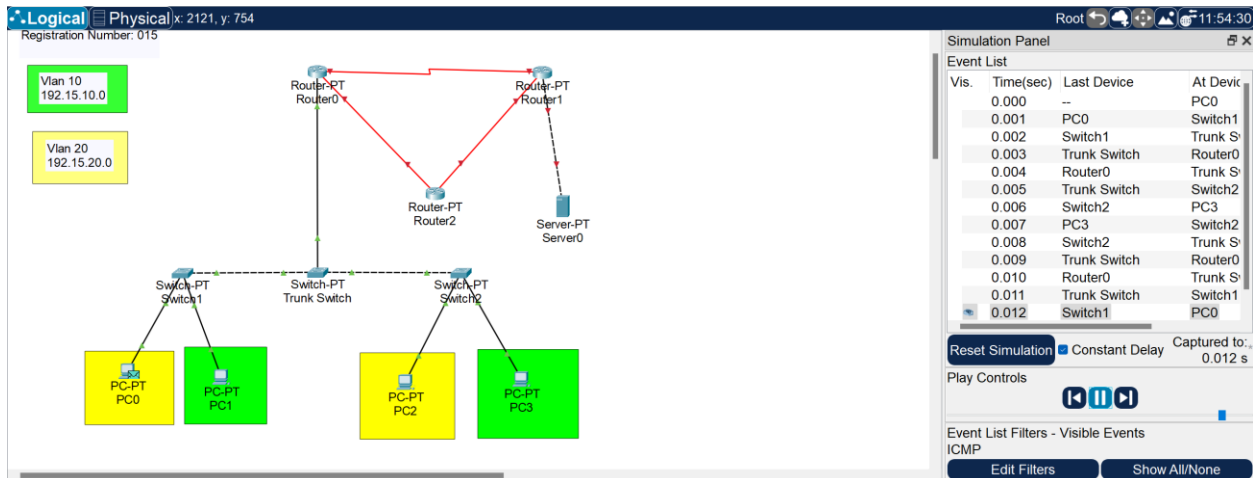 Logical Physical x: 2121, y: 754 Root 11:54:30
Registration Number: 015
Vlan 10
192.15.10.0
Vlan 20
192.15.20.0
Router-PT
Router0
Router-PT
Router1
Router-PT
Router2
Server-PT
Server0
Switch-PT
Switch1
Switch-PT
Trunk Switch
Switch-PT
Switch2
PC-PT
PC0
PC-PT
PC1
PC-PT
PC2
PC-PT
PC3
Simulation Panel
Event List
Vis. Time(sec) Last Device At Devic
0.000 -- PC0
0.001 PC0 Switch1
0.002 Switch1 Trunk S
0.003 Trunk Switch Router0
0.004 Router0 Trunk S
0.005 Trunk Switch Switch2
0.006 Switch2 PC3
0.007 PC3 Switch2
0.008 Switch2 Trunk S
0.009 Trunk Switch Router0
0.010 Router0 Trunk S
0.011 Trunk Switch Switch1
0.012 Switch1 PC0
Reset Simulation Constant Delay Captured to:
0.012 s
Play Controls
Event List Filters - Visible Events
ICMP
Edit Filters Show All/None